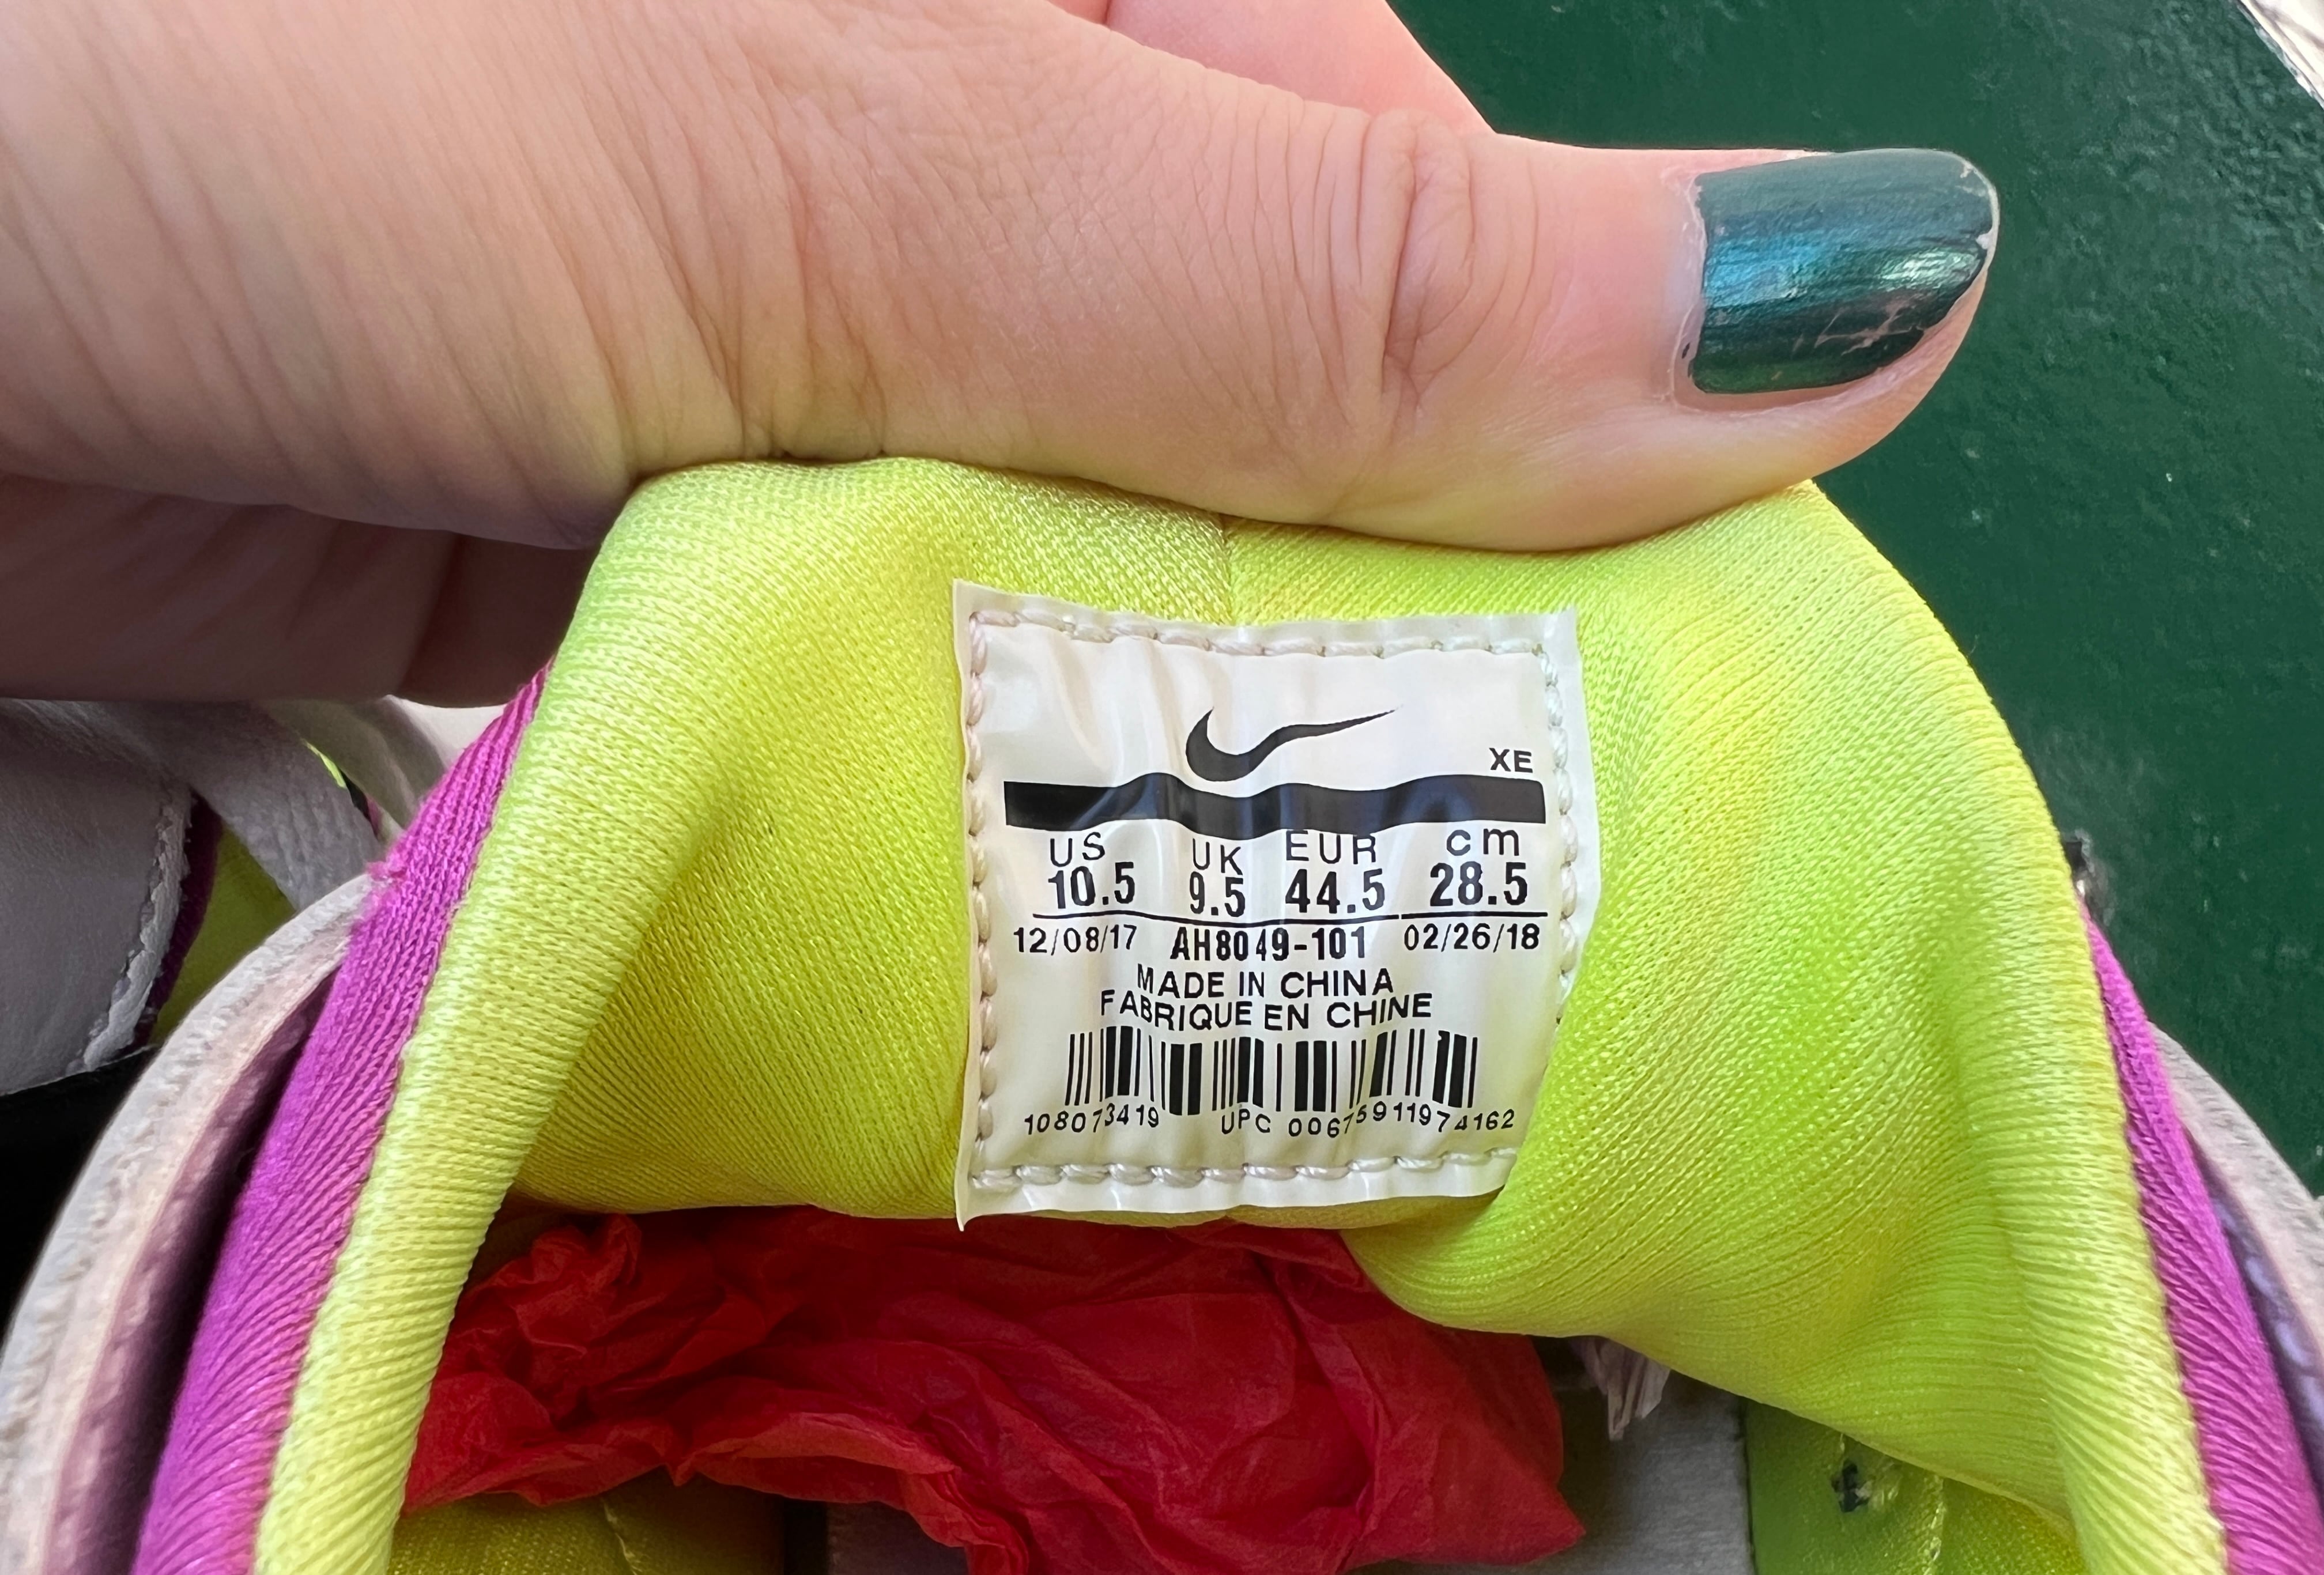 XE
US UK EUR cm
10.5 9.5 44.5 28.5
12/08/17 AH8049-101 02/26/18
MADE IN CHINA
FABRIQUE EN CHINE
108073419 UPC 00675911974162